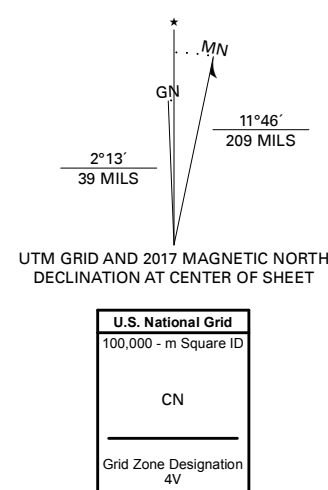 ★
MN
GN
11°46´
209 MILS
2°13´
39 MILS
UTM GRID AND 2017 MAGNETIC NORTH
DECLINATION AT CENTER OF SHEET
U.S. National Grid
100,000 - m Square ID
CN
Grid Zone Designation
4V